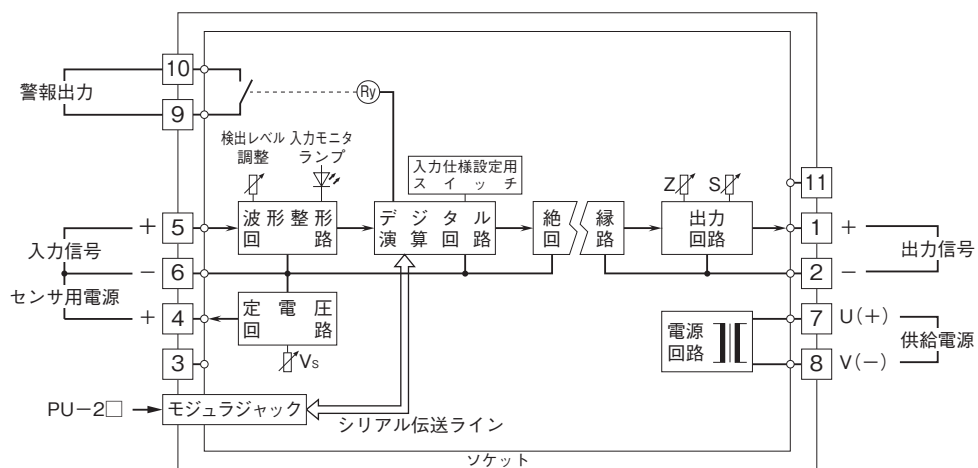 10
警報出力
9
Ry
検出レベル 入力モニタ
調整 ランプ
入力仕様設定用
スイッチ
Z S
11
+ 5
波形整形
回路
デジタル
演算回路
絶縁
回路
出力
回路
1 +
入力信号
出力信号
− 6
2 −
センサ用電源
+ 4
定電圧
回路
電源
回路
7 U(+)
供給電源
8 V(−)
3
Vs
PU−2□
モジュラジャック
シリアル伝送ライン
ソケット